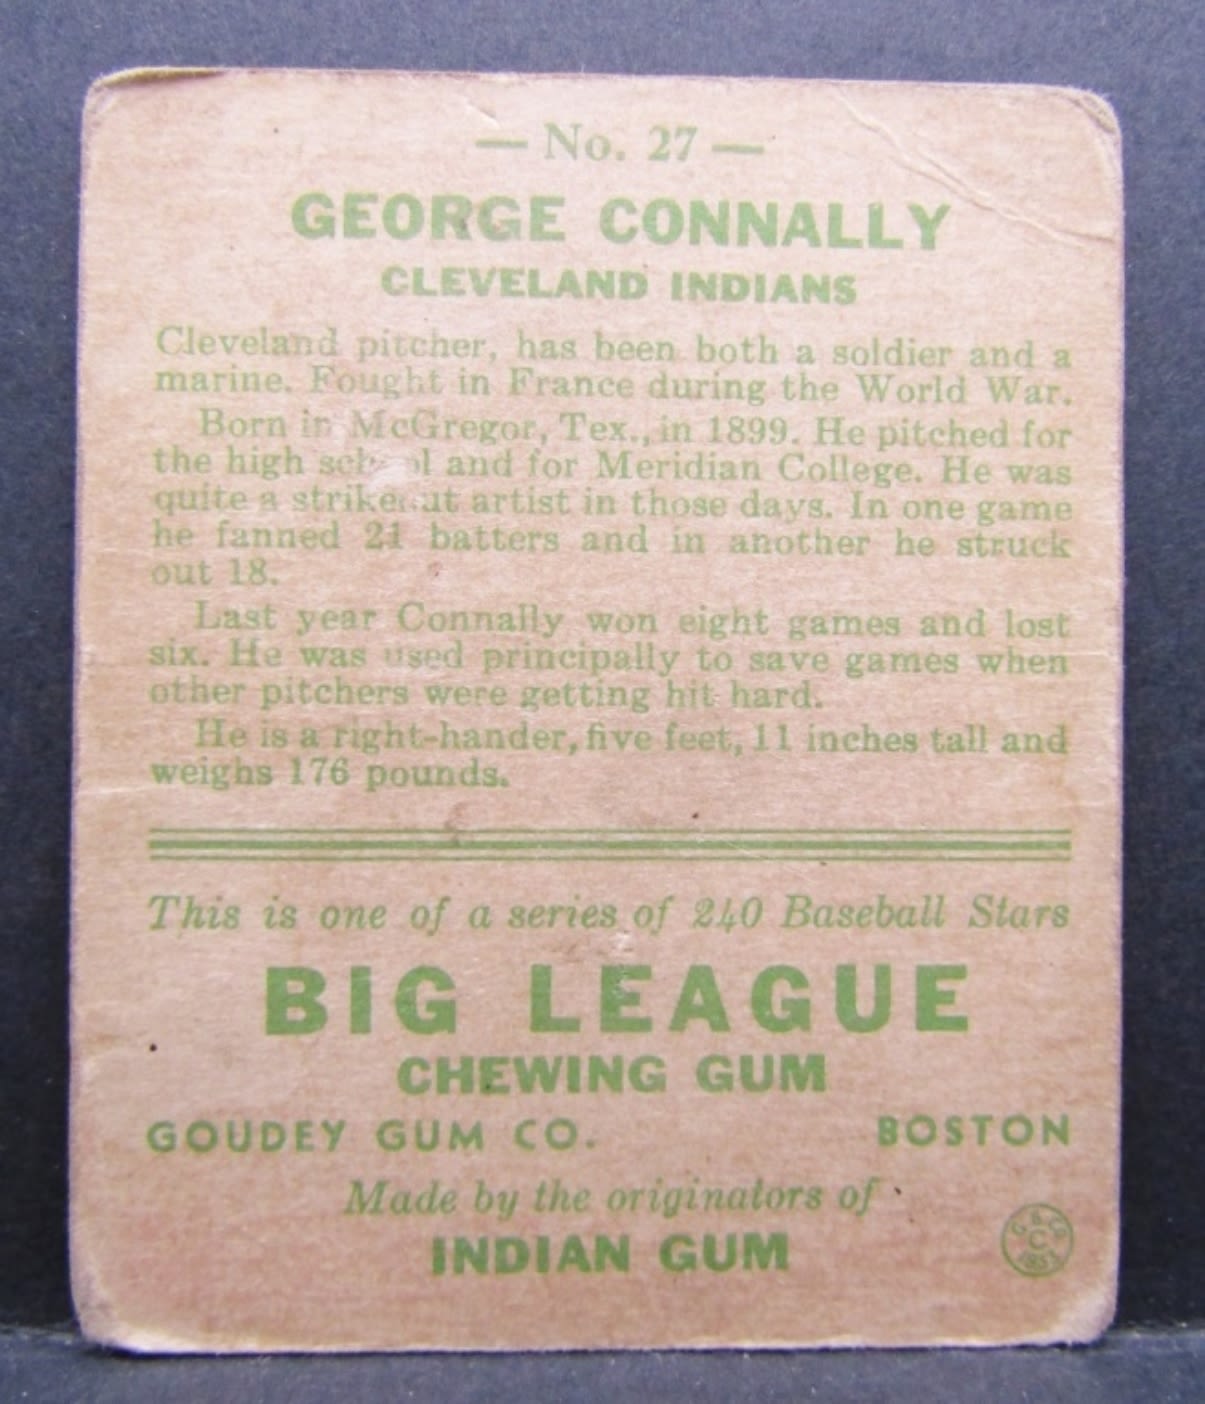 — No. 27 —
GEORGE CONNALLY
CLEVELAND INDIANS
Cleveland pitcher, has been both a soldier and a
marine. Fought in France during the World War.
Born in McGregor, Tex., in 1899. He pitched for
the high school and for Meridian College. He was
quite a strikeout artist in those days. In one game
he fanned 21 batters and in another he struck
out 18.
Last year Connally won eight games and lost
six. He was used principally to save games when
other pitchers were getting hit hard.
He is a right-hander, five feet, 11 inches tall and
weighs 176 pounds.
This is one of a series of 240 Baseball Stars
BIG LEAGUE
CHEWING GUM
GOUDEY GUM CO. BOSTON
Made by the originators of
INDIAN GUM
C